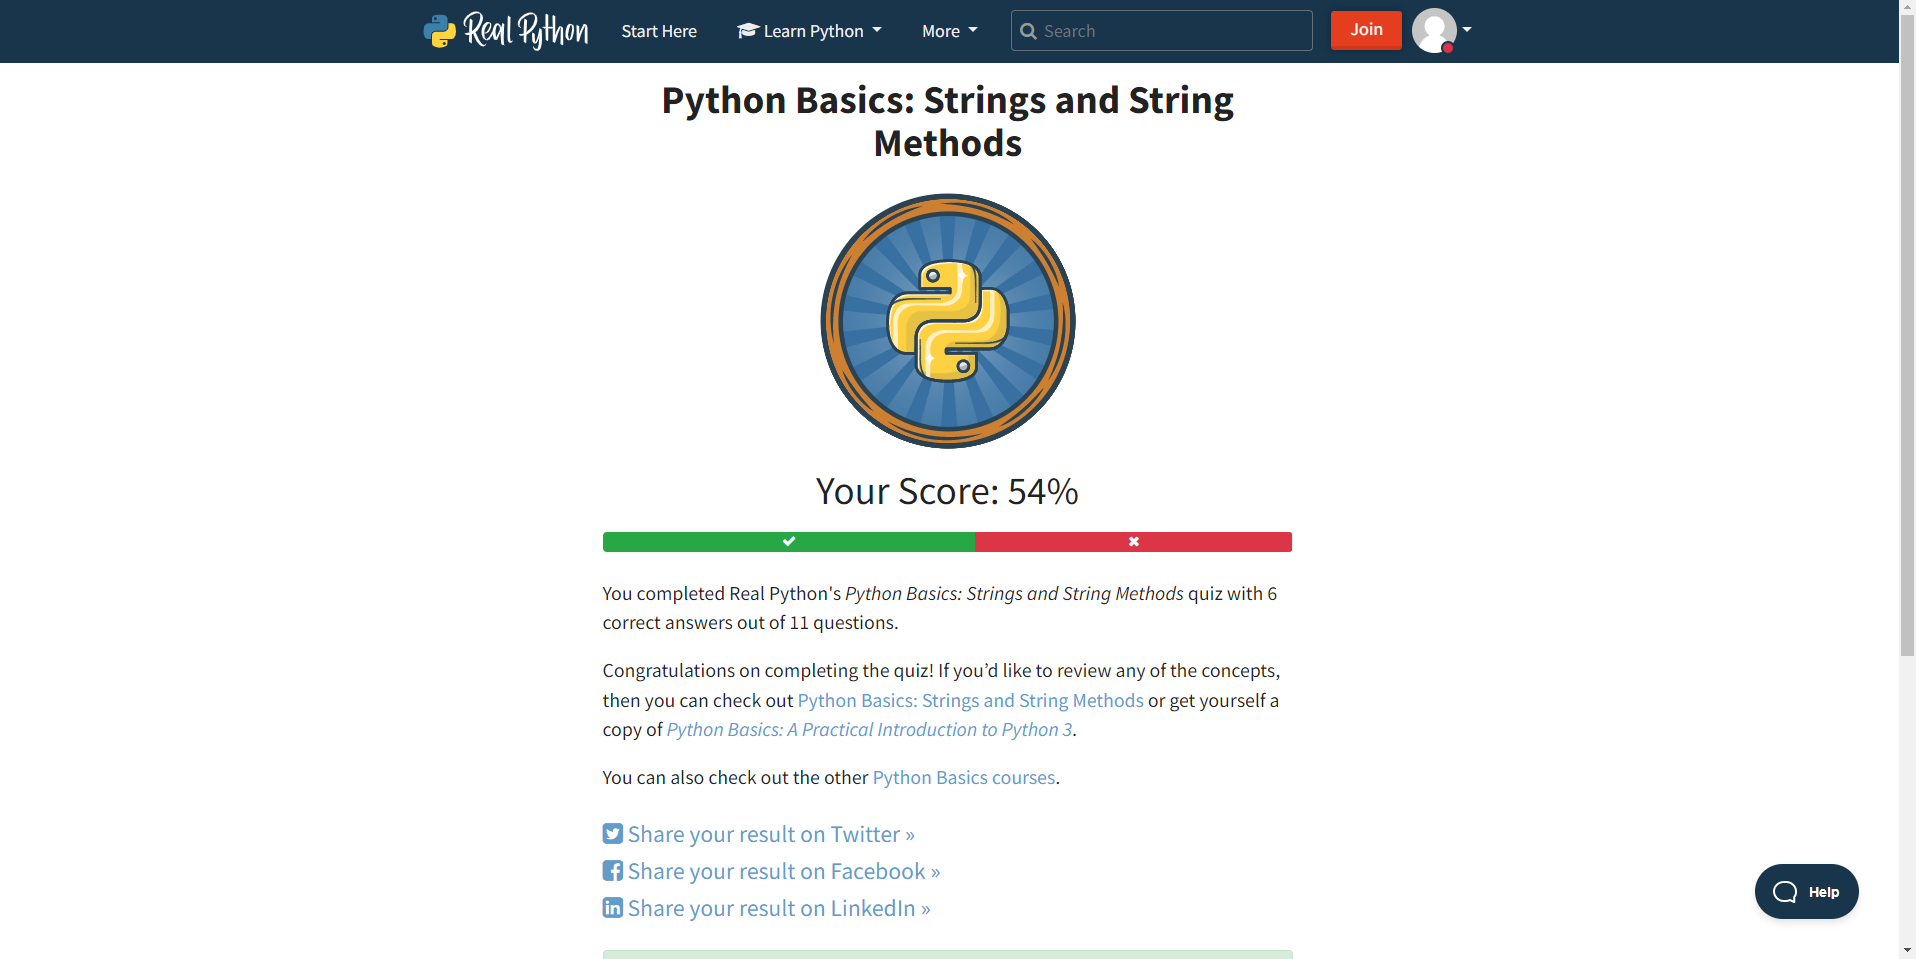 Real Python
Start Here
Learn Python
More
Search
Join
Python Basics: Strings and String
Methods
Your Score: 54%
You completed Real Python's Python Basics: Strings and String Methods quiz with 6
correct answers out of 11 questions.
Congratulations on completing the quiz! If you’d like to review any of the concepts,
then you can check out Python Basics: Strings and String Methods or get yourself a
copy of Python Basics: A Practical Introduction to Python 3.
You can also check out the other Python Basics courses.
Share your result on Twitter »
Share your result on Facebook »
Share your result on LinkedIn »
Help